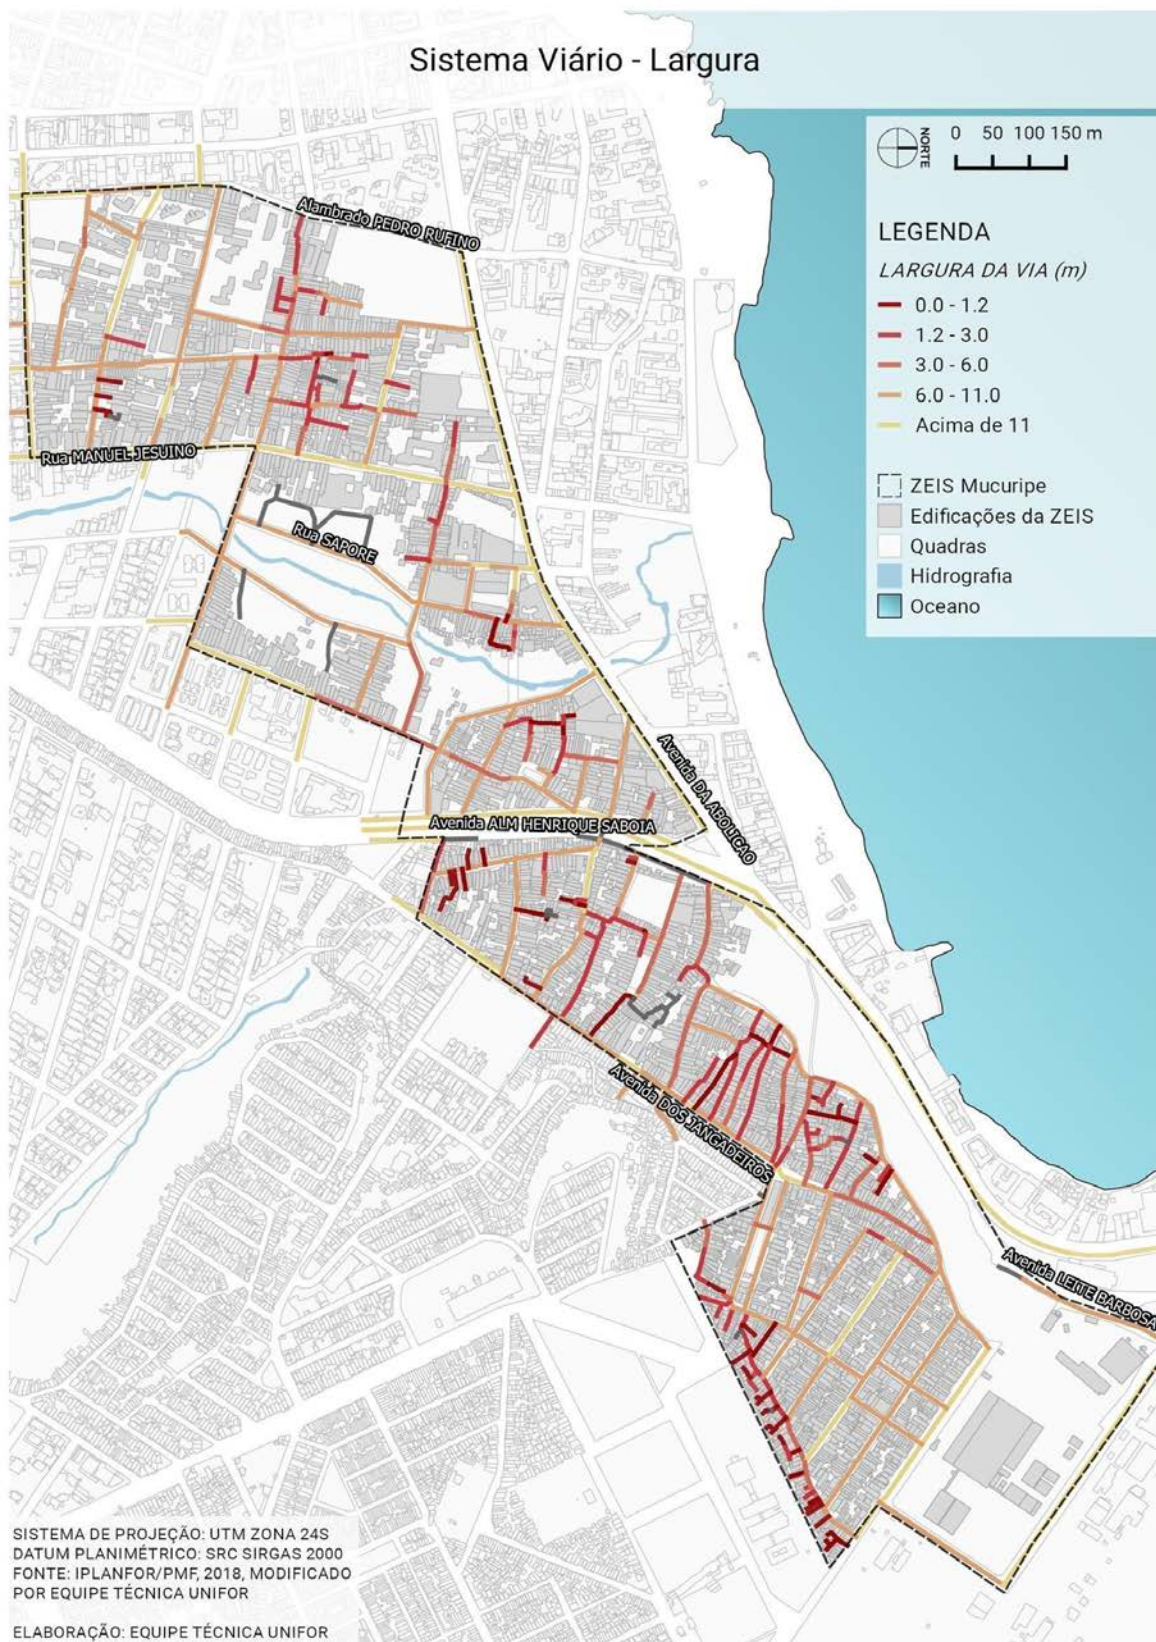 Sistema Viário - Largura
NORTE
0 50 100 150 m
LEGENDA
LARGURA DA VIA (m)
0.0 - 1.2
1.2 - 3.0
3.0 - 6.0
6.0 - 11.0
Acima de 11
ZEIS Mucuripe
Edificações da ZEIS
Quadras
Hidrografia
Oceano
Alambrado PEDRO RUFINO
Rua MANUEL JESUINO
Rua SAPORE
Avenida DA ABOLICAO
Avenida ALM HENRIQUE SABOIA
Avenida DOS JANGADEIROS
Avenida LEITE BARBOSA
SISTEMA DE PROJEÇÃO: UTM ZONA 24S
DATUM PLANIMÉTRICO: SRC SIRGAS 2000
FONTE: IPLANFOR/PMF, 2018, MODIFICADO
POR EQUIPE TÉCNICA UNIFOR
ELABORAÇÃO: EQUIPE TÉCNICA UNIFOR